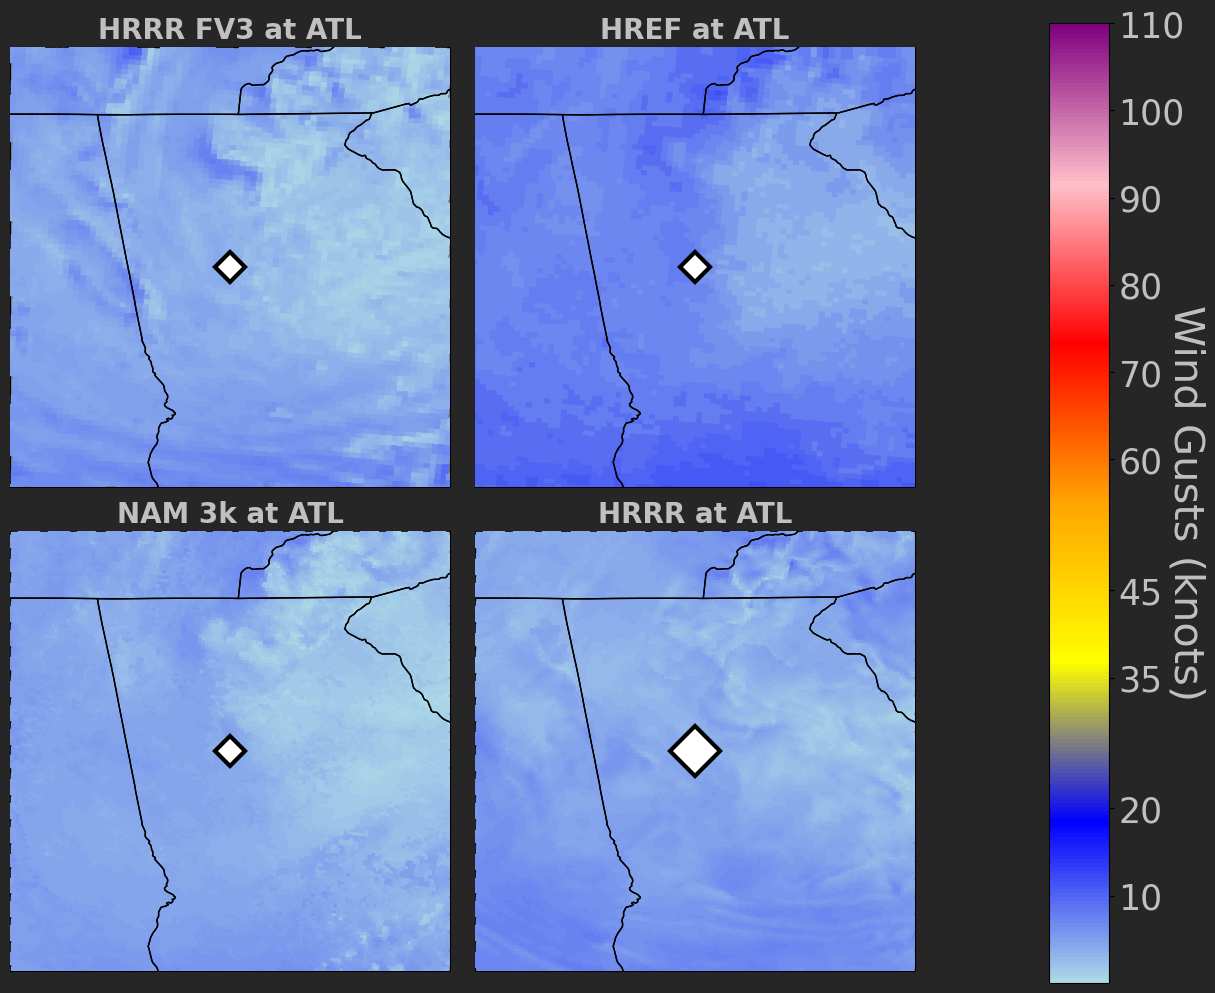 HRRR FV3 at ATL
HREF at ATL
NAM 3k at ATL
HRRR at ATL
110
100
90
80
70
60
45
35
20
10
Wind Gusts (knots)